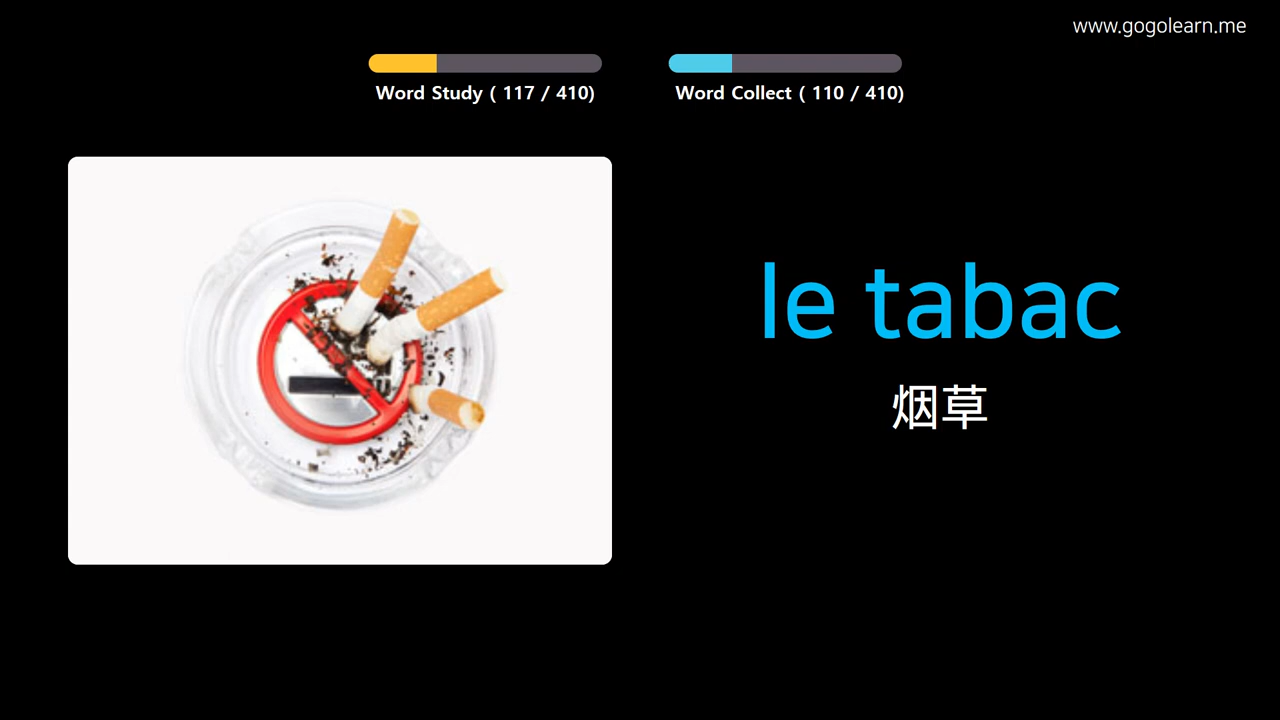 www.gogolearn.me
Word Study ( 117 / 410)
Word Collect ( 110 / 410)
le tabac
烟草